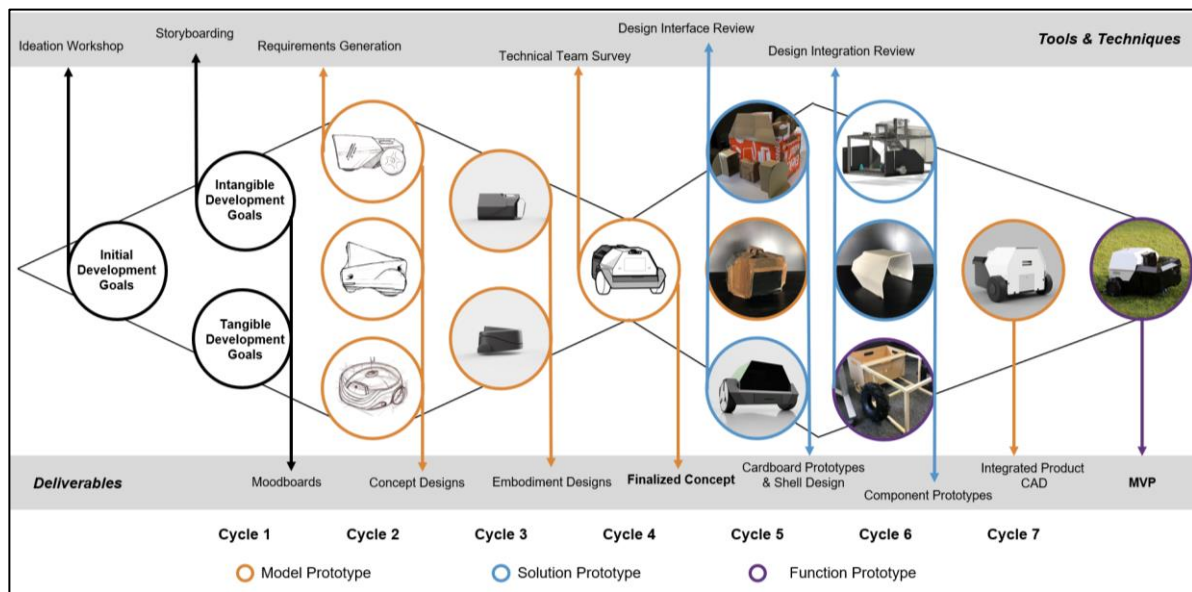 Ideation Workshop
Storyboarding
Requirements Generation
Technical Team Survey
Design Interface Review
Design Integration Review
Tools & Techniques
Initial
Development
Goals
Intangible
Development
Goals
Tangible
Development
Goals
Deliverables
Moodboards
Concept Designs
Embodiment Designs
Finalized Concept
Cardboard Prototypes
& Shell Design
Component Prototypes
Integrated Product
CAD
MVP
Cycle 1
Cycle 2
Cycle 3
Cycle 4
Cycle 5
Cycle 6
Cycle 7
Model Prototype
Solution Prototype
Function Prototype